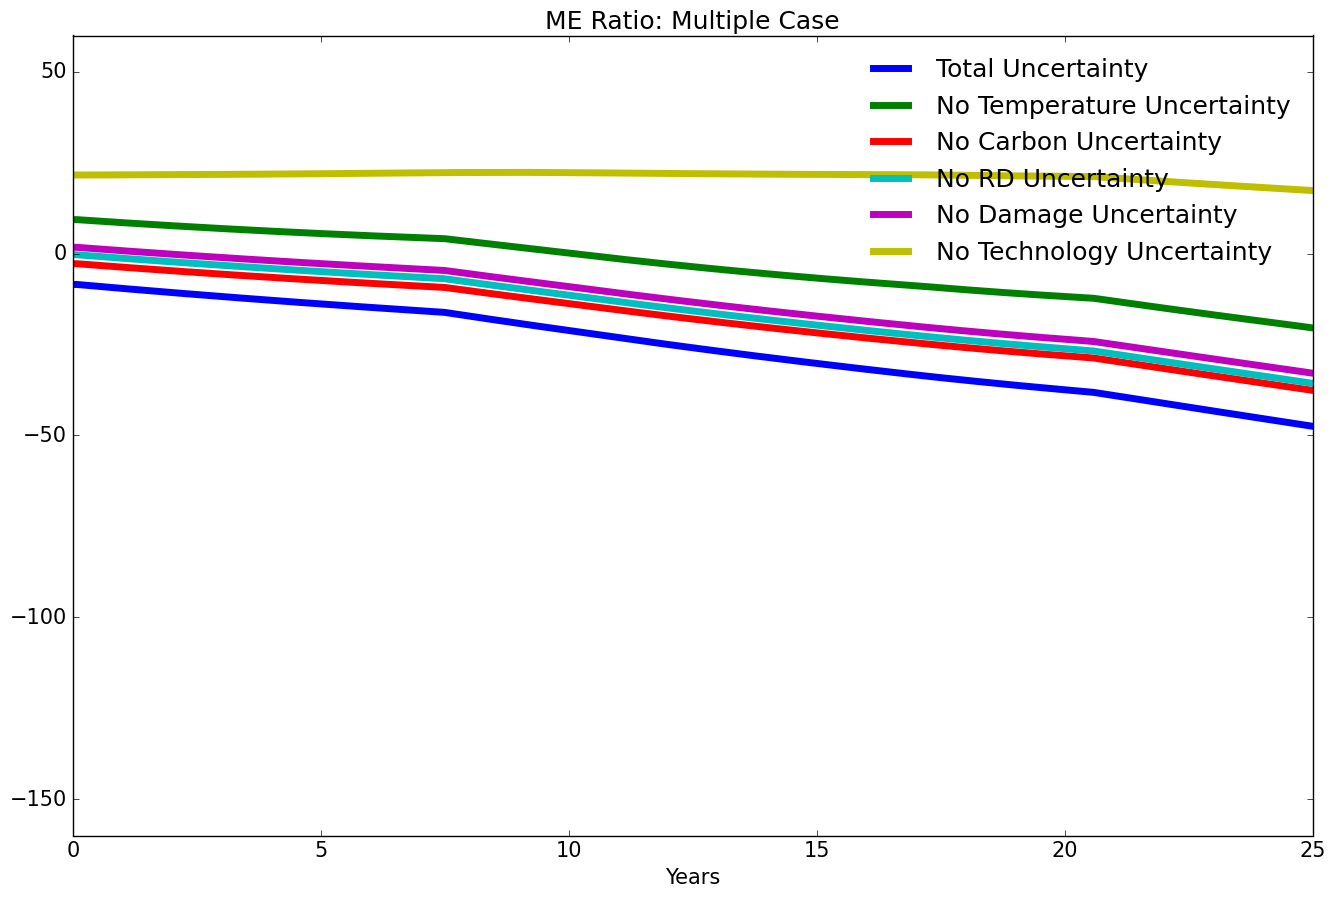 ME Ratio: Multiple Case
50
0
−50
−100
−150
Total Uncertainty
No Temperature Uncertainty
No Carbon Uncertainty
No RD Uncertainty
No Damage Uncertainty
No Technology Uncertainty
0 5 10 15 20 25
Years